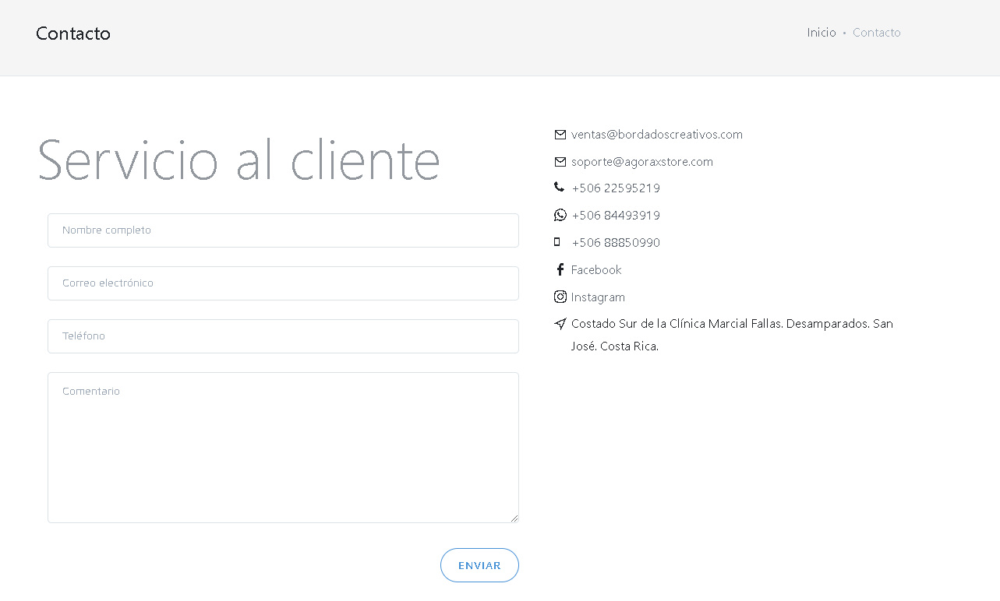 Contacto
Inicio • Contacto
Servicio al cliente
Nombre completo
Correo electrónico
Teléfono
Comentario
ENVIAR
ventas@bordadoscreativos.com
soporte@agoraxstore.com
+506 22595219
+506 84493919
+506 88850990
Facebook
Instagram
Costado Sur de la Clínica Marcial Fallas. Desamparados. San
José. Costa Rica.